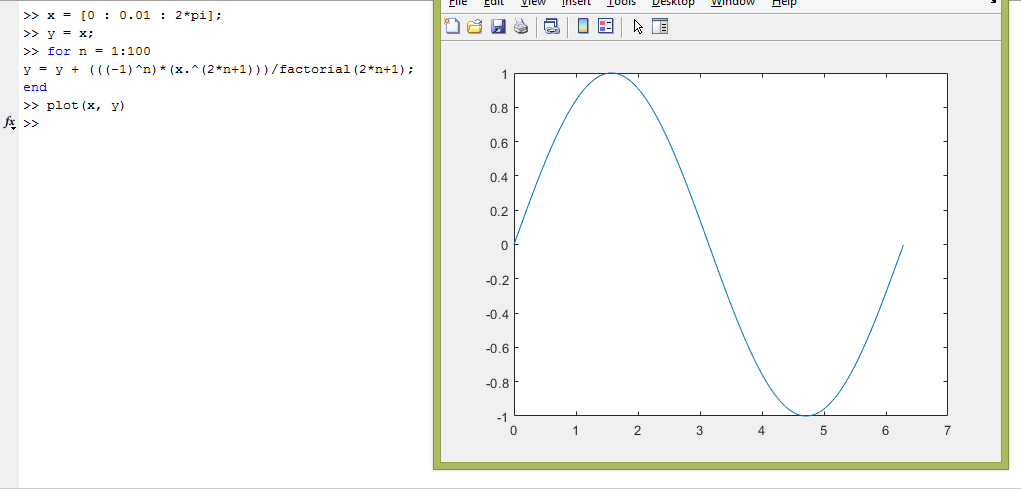 >> x = [0 : 0.01 : 2*pi];
>> y = x;
>> for n = 1:100
y = y + (((-1)^n)*(x.^(2*n+1)))/factorial(2*n+1);
end
>> plot(x, y)
fx >>
File Edit View Insert Tools Desktop Window Help
1
0.8
0.6
0.4
0.2
0
-0.2
-0.4
-0.6
-0.8
-1
0 1 2 3 4 5 6 7